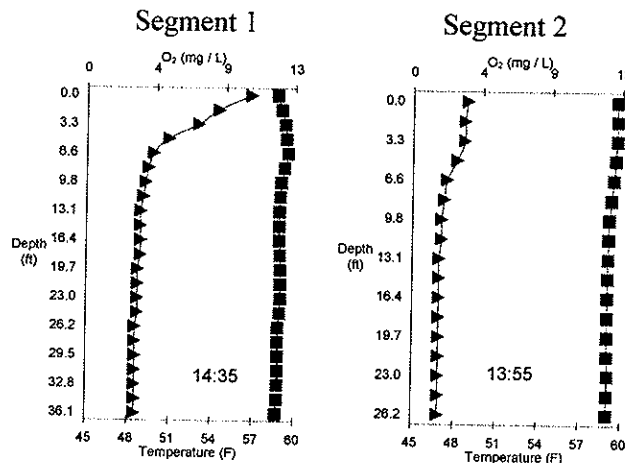 Segment 1
O₂ (mg / L)
0 4 9 13
0.0
3.3
6.6
9.8
13.1
16.4
19.7
23.0
26.2
29.5
32.8
36.1
Depth
(ft)
14:35
45 48 51 54 57 60
Temperature (F)
Segment 2
O₂ (mg / L)
0 4 9 1
0.0
3.3
6.6
9.8
13.1
16.4
19.7
23.0
26.2
Depth
(ft)
13:55
45 48 51 54 57 60
Temperature (F)